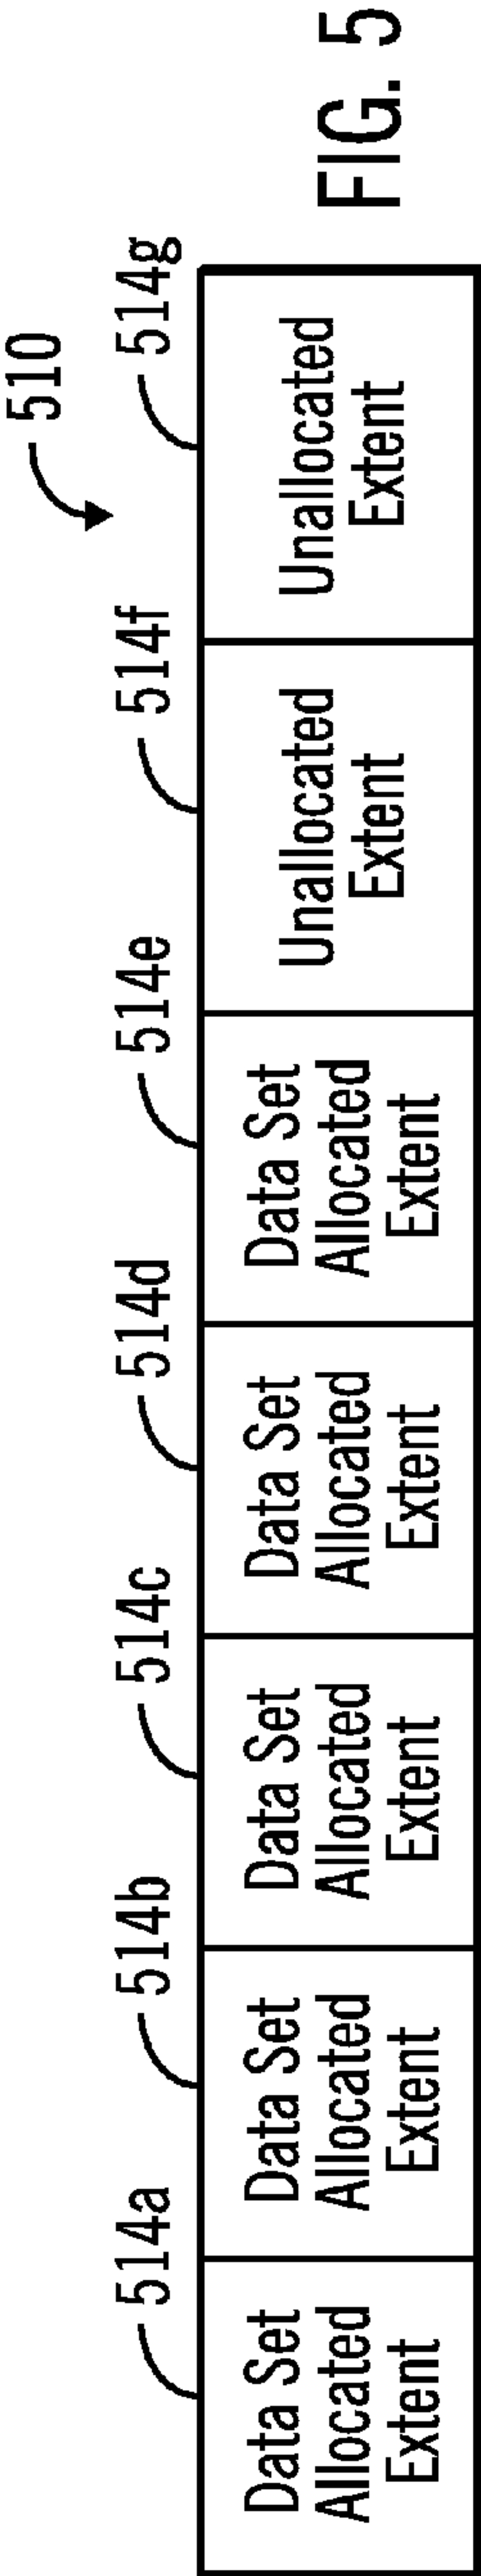 510
514a
514b
514c
514d
514e
514f
514g
Data Set
Allocated
Extent
Data Set
Allocated
Extent
Data Set
Allocated
Extent
Data Set
Allocated
Extent
Data Set
Allocated
Extent
Unallocated
Extent
Unallocated
Extent
FIG. 5